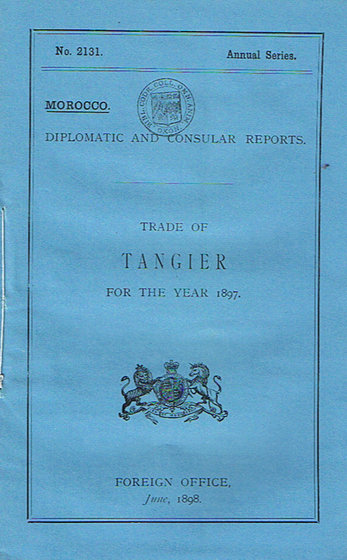 No. 2131. Annual Series.
MOROCCO.
DIPLOMATIC AND CONSULAR REPORTS.
TRADE OF
TANGIER
FOR THE YEAR 1897.
FOREIGN OFFICE,
June, 1898.